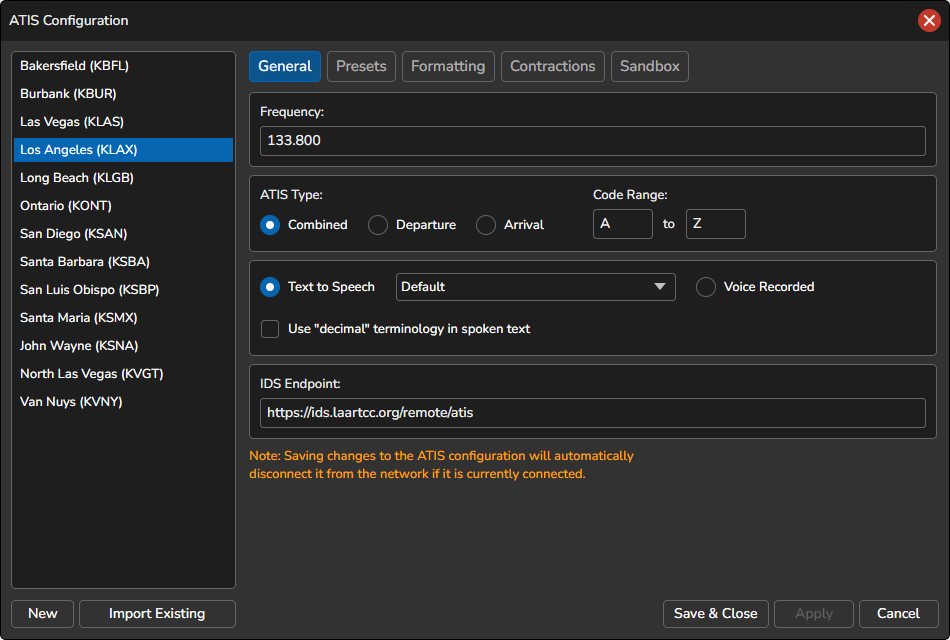 ATIS Configuration
Bakersfield (KBFL)
Burbank (KBUR)
Las Vegas (KLAS)
Los Angeles (KLAX)
Long Beach (KLGB)
Ontario (KONT)
San Diego (KSAN)
Santa Barbara (KSBA)
San Luis Obispo (KSBP)
Santa Maria (KSMX)
John Wayne (KSNA)
North Las Vegas (KVGT)
Van Nuys (KVNY)
General Presets Formatting Contractions Sandbox
Frequency:
133.800
ATIS Type: Code Range:
Combined Departure Arrival A to Z
Text to Speech Default Voice Recorded
Use "decimal" terminology in spoken text
IDS Endpoint:
https://ids.laartcc.org/remote/atis
Note: Saving changes to the ATIS configuration will automatically
disconnect it from the network if it is currently connected.
New Import Existing Save & Close Apply Cancel